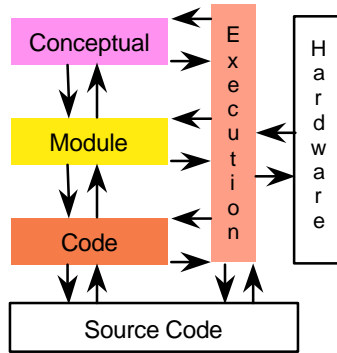 Conceptual
Execution
Hardware
Module
Code
Source Code